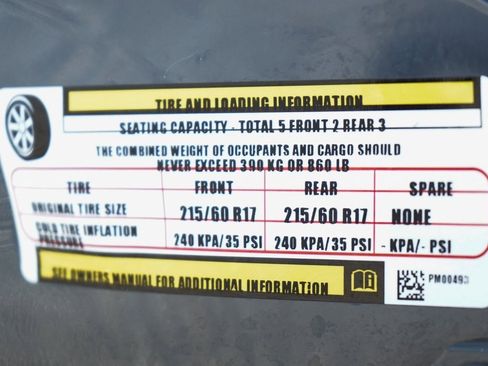 TIRE AND LOADING INFORMATION
SEATING CAPACITY - TOTAL 5 FRONT 2 REAR 3
THE COMBINED WEIGHT OF OCCUPANTS AND CARGO SHOULD
NEVER EXCEED 390 KG OR 860 LB
TIRE FRONT REAR SPARE
ORIGINAL TIRE SIZE 215/60 R17 215/60 R17 NONE
COLD TIRE INFLATION
PRESSURE 240 KPA/35 PSI 240 KPA/35 PSI - KPA/- PSI
SEE OWNERS MANUAL FOR ADDITIONAL INFORMATION
PM00493